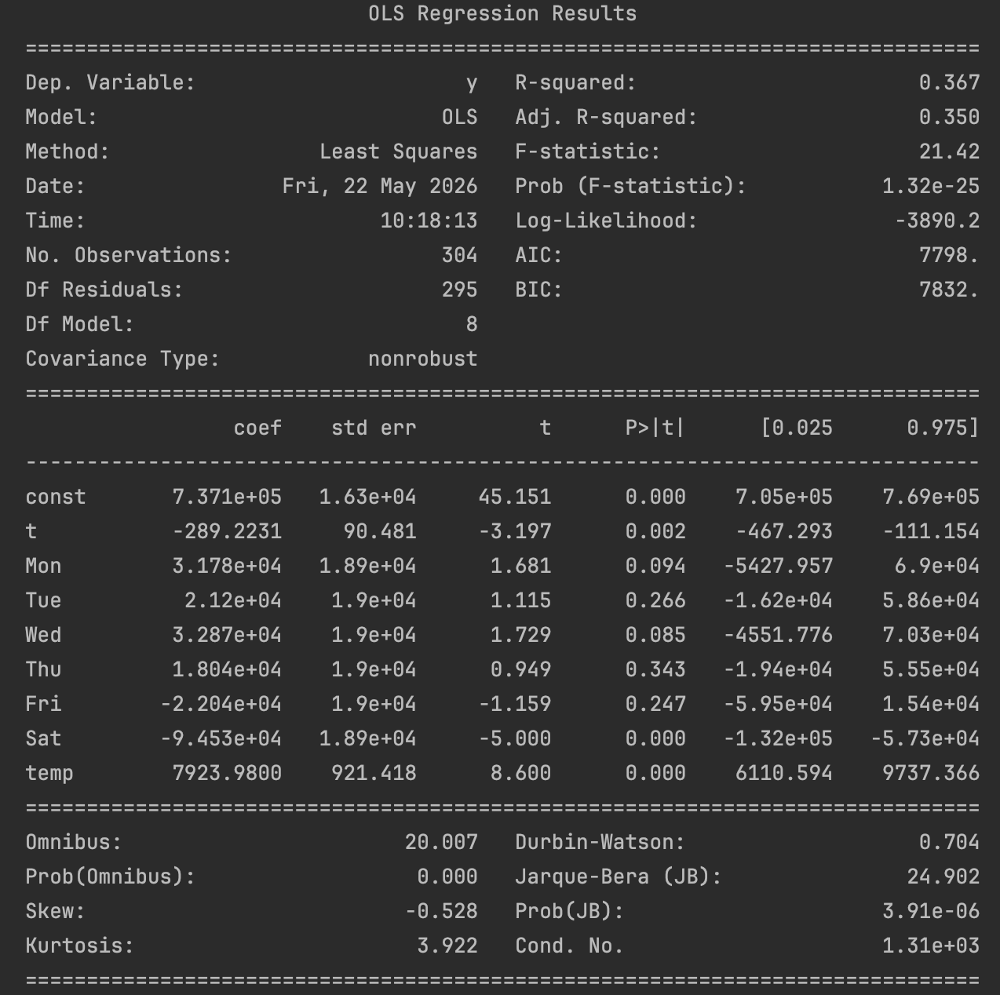 OLS Regression Results
==============================================================================
Dep. Variable:                      y   R-squared:                       0.367
Model:                            OLS   Adj. R-squared:                  0.350
Method:                 Least Squares   F-statistic:                     21.42
Date:                Fri, 22 May 2026   Prob (F-statistic):           1.32e-25
Time:                        10:18:13   Log-Likelihood:                -3890.2
No. Observations:                 304   AIC:                             7798.
Df Residuals:                     295   BIC:                             7832.
Df Model:                           8
Covariance Type:            nonrobust
==============================================================================
                 coef    std err          t      P>|t|      [0.025      0.975]
------------------------------------------------------------------------------
const       7.371e+05   1.63e+04     45.151      0.000    7.05e+05    7.69e+05
t           -289.2231     90.481     -3.197      0.002    -467.293    -111.154
Mon         3.178e+04   1.89e+04      1.681      0.094   -5427.957     6.9e+04
Tue          2.12e+04    1.9e+04      1.115      0.266   -1.62e+04    5.86e+04
Wed         3.287e+04    1.9e+04      1.729      0.085   -4551.776    7.03e+04
Thu         1.804e+04    1.9e+04      0.949      0.343   -1.94e+04    5.55e+04
Fri        -2.204e+04    1.9e+04     -1.159      0.247   -5.95e+04    1.54e+04
Sat        -9.453e+04   1.89e+04     -5.000      0.000   -1.32e+05   -5.73e+04
temp        7923.9800    921.418      8.600      0.000    6110.594    9737.366
==============================================================================
Omnibus:                       20.007   Durbin-Watson:                   0.704
Prob(Omnibus):                  0.000   Jarque-Bera (JB):               24.902
Skew:                          -0.528   Prob(JB):                     3.91e-06
Kurtosis:                       3.922   Cond. No.                     1.31e+03
==============================================================================